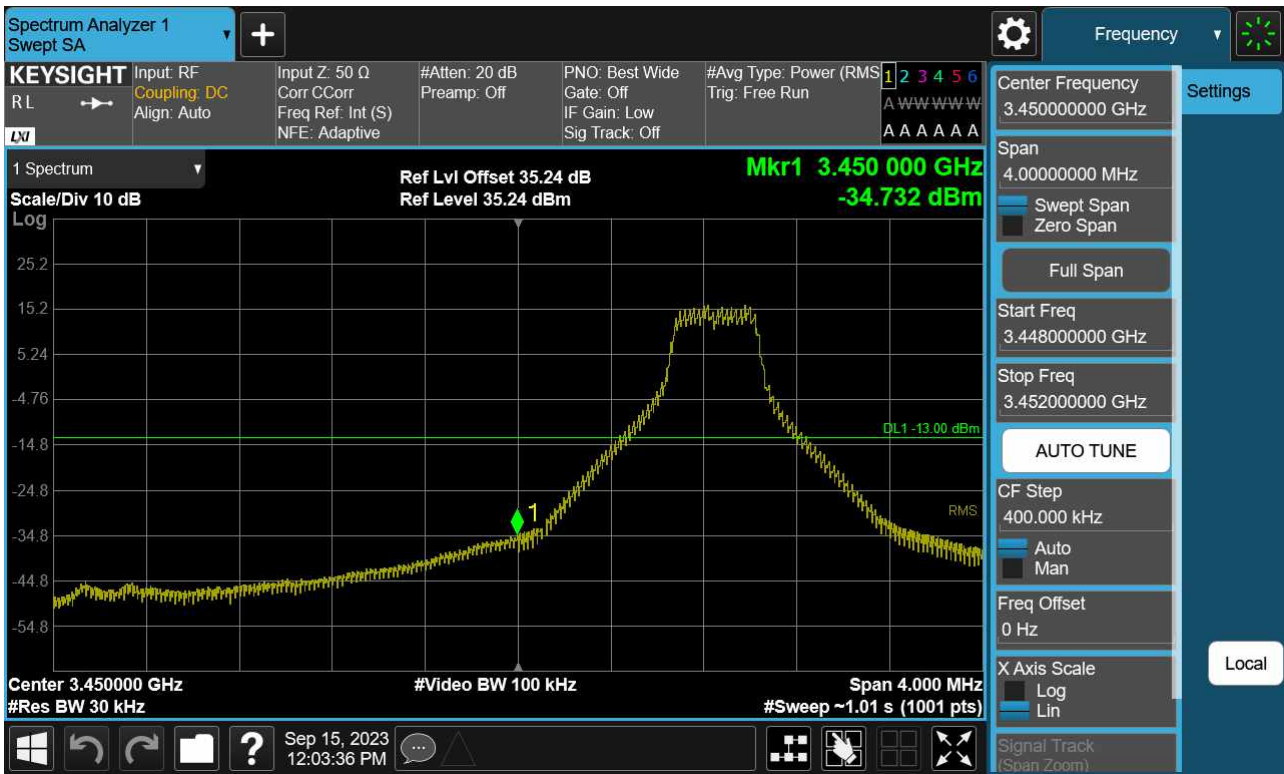 Spectrum Analyzer 1
Swept SA
+
Frequency
KEYSIGHT
R L
LXI
Input: RF
Coupling: DC
Align: Auto
Input Z: 50 Ω
Corr CCorr
Freq Ref: Int (S)
NFE: Adaptive
#Atten: 20 dB
Preamp: Off
PNO: Best Wide
Gate: Off
IF Gain: Low
Sig Track: Off
#Avg Type: Power (RMS
Trig: Free Run
1 2 3 4 5 6
A W W W W W
A A A A A A
1 Spectrum
Scale/Div 10 dB
Log
Ref Lvl Offset 35.24 dB
Ref Level 35.24 dBm
Mkr1 3.450 000 GHz
-34.732 dBm
25.2
15.2
5.24
-4.76
-14.8
-24.8
-34.8
-44.8
-54.8
DL1 -13.00 dBm
1
RMS
Center 3.450000 GHz
#Res BW 30 kHz
#Video BW 100 kHz
Span 4.000 MHz
#Sweep ~1.01 s (1001 pts)
Center Frequency
3.450000000 GHz
Settings
Span
4.00000000 MHz
Swept Span
Zero Span
Full Span
Start Freq
3.448000000 GHz
Stop Freq
3.452000000 GHz
AUTO TUNE
CF Step
400.000 kHz
Auto
Man
Freq Offset
0 Hz
X Axis Scale
Log
Lin
Local
Signal Track
(Span Zoom)
?
Sep 15, 2023
12:03:36 PM